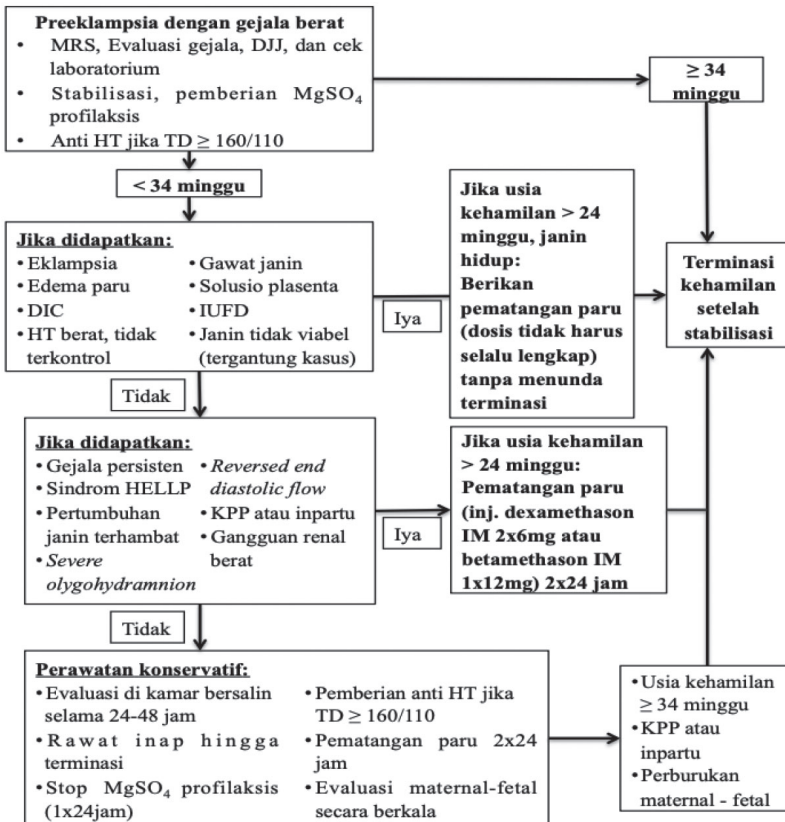 Preeklampsia dengan gejala berat
• MRS, Evaluasi gejala, DJJ, dan cek
laboratorium
• Stabilisasi, pemberian MgSO₄
profilaksis
• Anti HT jika TD ≥ 160/110
≥ 34
minggu
< 34 minggu
Jika didapatkan:
• Eklampsia
• Edema paru
• DIC
• HT berat, tidak
terkontrol
• Gawat janin
• Solusio plasenta
• IUFD
• Janin tidak viabel
(tergantung kasus)
Iya
Jika usia
kehamilan > 24
minggu, janin
hidup:
Berikan
pematangan paru
(dosis tidak harus
selalu lengkap)
tanpa menunda
terminasi
Terminasi
kehamilan
setelah
stabilisasi
Tidak
Jika didapatkan:
• Gejala persisten
• Sindrom HELLP
• Pertumbuhan
janin terhambat
• Severe
olygohydramnion
• Reversed end
diastolic flow
• KPP atau inpartu
• Gangguan renal
berat
Iya
Jika usia kehamilan
> 24 minggu:
Pematangan paru
(inj. dexamethason
IM 2x6mg atau
betamethason IM
1x12mg) 2x24 jam
Tidak
Perawatan konservatif:
• Evaluasi di kamar bersalin
selama 24-48 jam
• Rawat inap hingga
terminasi
• Stop MgSO₄ profilaksis
(1x24jam)
• Pemberian anti HT jika
TD ≥ 160/110
• Pematangan paru 2x24
jam
• Evaluasi maternal-fetal
secara berkala
• Usia kehamilan
≥ 34 minggu
• KPP atau
inpartu
• Perburukan
maternal - fetal